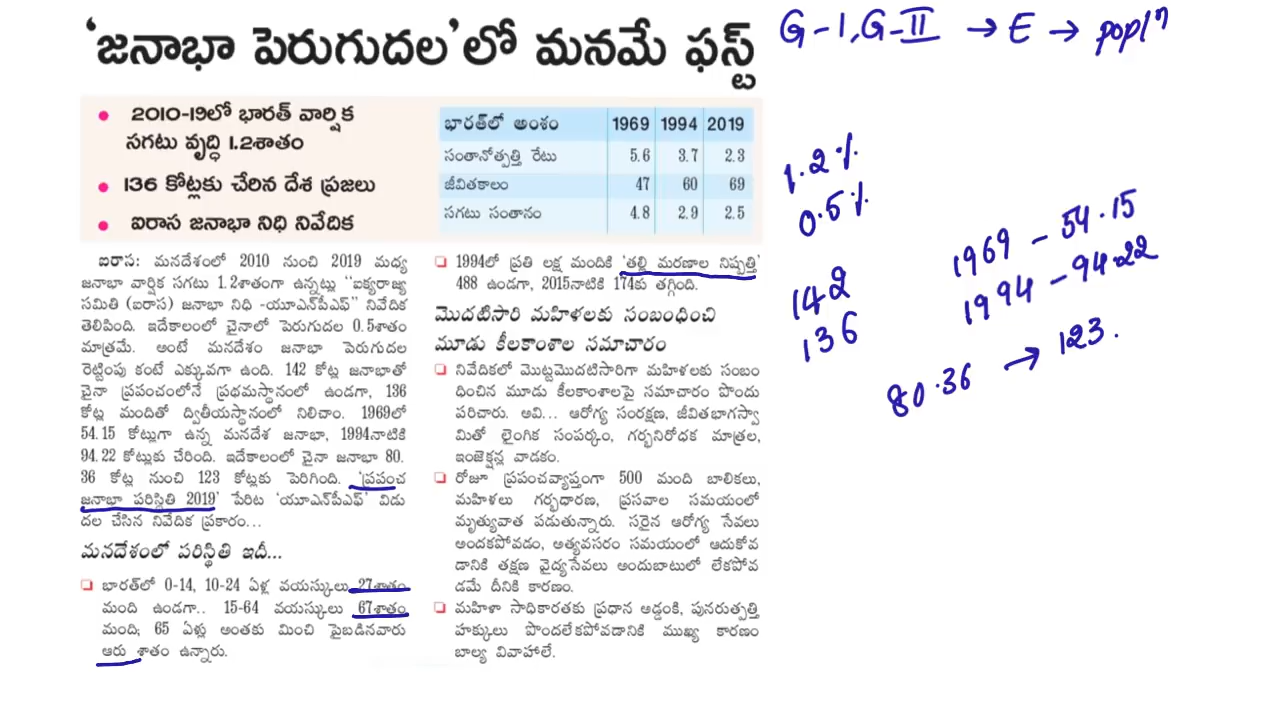 ‘జనాభా పెరుగుదల’లో మనమే ఫస్ట్
• 2010-19లో భారత్ వార్షిక
సగటు వృద్ధి 1.2శాతం
• 136 కోట్లకు చేరిన దేశ ప్రజలు
• ఐరాస జనాభా నిధి నివేదిక
భారత్‌లో అంశం 1969 1994 2019
సంతానోత్పత్తి రేటు 5.6 3.7 2.3
జీవితకాలం 47 60 69
సగటు సంతానం 4.8 2.9 2.5
ఐరాస: మనదేశంలో 2010 నుంచి 2019 మధ్య
జనాభా వార్షిక సగటు 1.2శాతంగా ఉన్నట్లు ‘‘ఐక్యరాజ్య
సమితి (ఐరాస) జనాభా నిధి -యూఎన్‌పీఎఫ్’’ నివేదిక
తెలిపింది. ఇదేకాలంలో చైనాలో పెరుగుదల 0.5శాతం
మాత్రమే. అంటే మనదేశం జనాభా పెరుగుదల
రెట్టింపు కంటే ఎక్కువగా ఉంది. 142 కోట్ల జనాభాతో
చైనా ప్రపంచంలోనే ప్రథమస్థానంలో ఉండగా, 136
కోట్ల మందితో ద్వితీయస్థానంలో నిలిచాం. 1969లో
54.15 కోట్లుగా ఉన్న మనదేశ జనాభా, 1994నాటికి
94.22 కోట్లుకు చేరింది. ఇదేకాలంలో చైనా జనాభా 80.
36 కోట్ల నుంచి 123 కోట్లకు పెరిగింది. ‘ప్రపంచ
జనాభా పరిస్థితి 2019’ పేరిట ‘యూఎన్‌పీఎఫ్’ విడు
దల చేసిన నివేదిక ప్రకారం...
మనదేశంలో పరిస్థితి ఇదీ...
❑ భారత్‌లో 0-14, 10-24 ఏళ్ల వయస్కులు 27శాతం
మంది ఉండగా.. 15-64 వయస్కులు 67శాతం
మంది; 65 ఏళ్లు అంతకు మించి పైబడినవారు
ఆరు శాతం ఉన్నారు.
❑ 1994లో ప్రతి లక్ష మందికి ‘తల్లి మరణాల నిష్పత్తి’
488 ఉండగా, 2015నాటికి 174కు తగ్గింది.
మొదటిసారి మహిళలకు సంబంధించి
మూడు కీలకాంశాల సమాచారం
❑ నివేదికలో మొట్టమొదటిసారిగా మహిళలకు సంబం
ధించిన మూడు కీలకాంశాలపై సమాచారం పొందు
పరిచారు. అవి... ఆరోగ్య సంరక్షణ, జీవితభాగస్వా
మితో లైంగిక సంపర్కం, గర్భనిరోధక మాత్రల,
ఇంజెక్షన్ల వాడకం.
❑ రోజూ ప్రపంచవ్యాప్తంగా 500 మంది బాలికలు,
మహిళలు గర్భధారణ, ప్రసవాల సమయంలో
మృత్యువాత పడుతున్నారు. సరైన ఆరోగ్య సేవలు
అందకపోవడం, అత్యవసరం సమయంలో ఆదుకోవ
డానికి తక్షణ వైద్యసేవలు అందుబాటులో లేకపోవ
డమే దీనికి కారణం.
❑ మహిళా సాధికారతకు ప్రధాన అడ్డంకి, పునరుత్పత్తి
హక్కులు పొందలేకపోవడానికి ముఖ్య కారణం
బాల్య వివాహాలే.
G-I, G-II → E → popln
1.2%
0.5%
142
136
1969 - 54.15
1994 - 94.22
80.36 → 123.